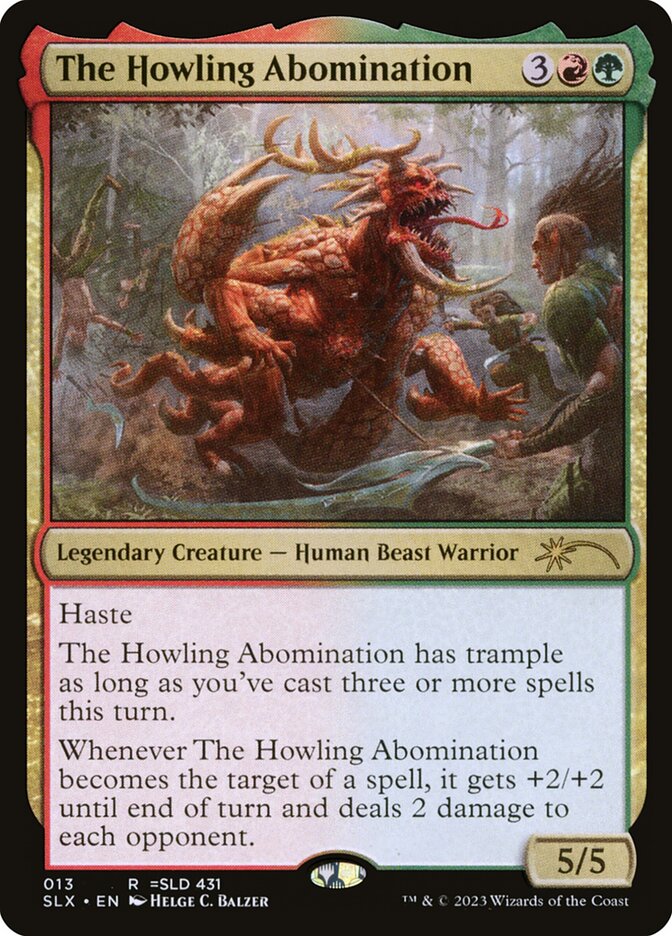 The Howling Abomination 3
Legendary Creature — Human Beast Warrior
Haste
The Howling Abomination has trample
as long as you've cast three or more spells
this turn.
Whenever The Howling Abomination
becomes the target of a spell, it gets +2/+2
until end of turn and deals 2 damage to
each opponent.
5/5
013 R =SLD 431
SLX • EN Helge C. Balzer
™ & © 2023 Wizards of the Coast